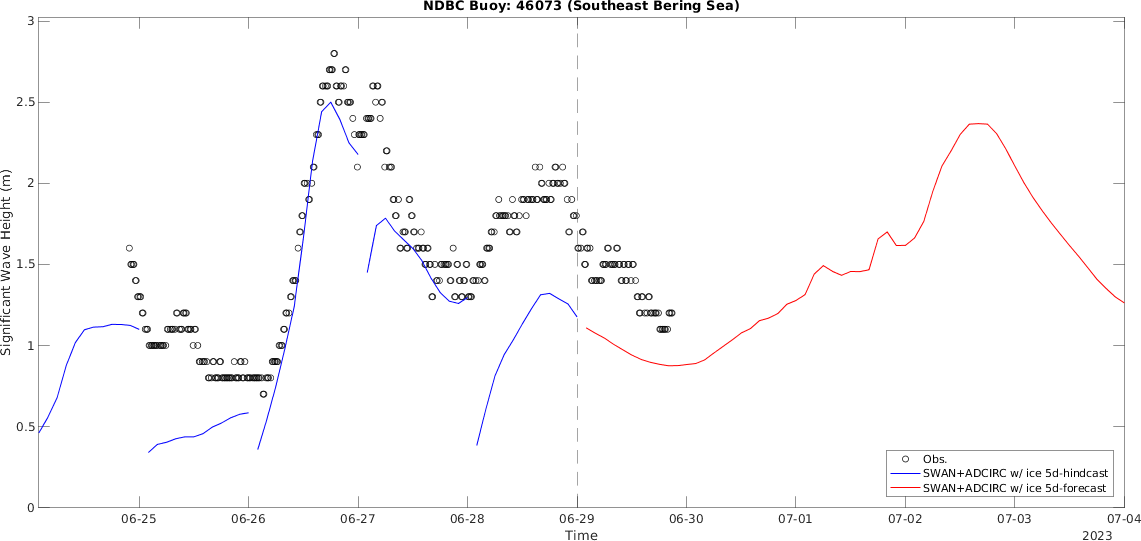 NDBC Buoy: 46073 (Southeast Bering Sea)
3
2.5
2
1.5
1
0.5
0
Significant Wave Height (m)
Obs.
SWAN+ADCIRC w/ ice 5d-hindcast
SWAN+ADCIRC w/ ice 5d-forecast
06-25 06-26 06-27 06-28 06-29 06-30 07-01 07-02 07-03 07-04
Time
2023